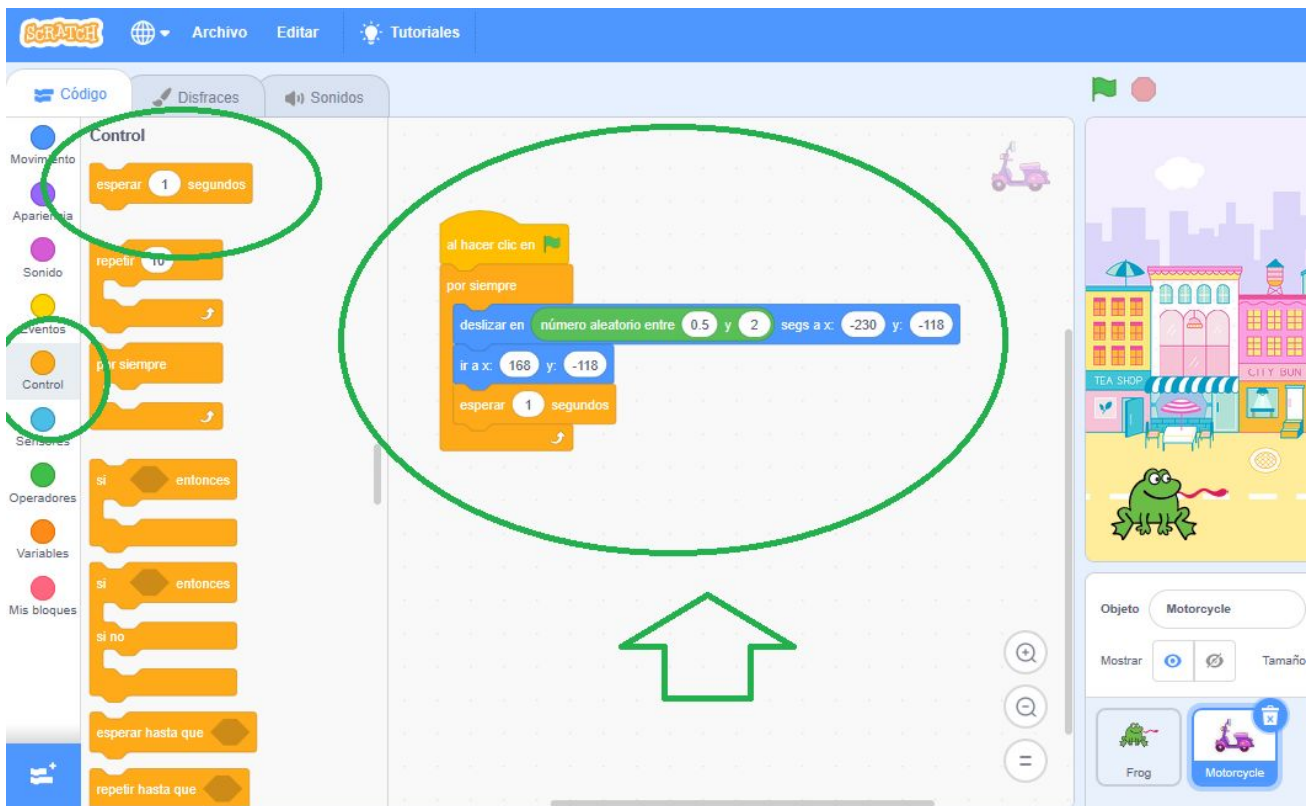 SCRATCH Archivo Editar Tutoriales
Código Disfraces Sonidos
Movimiento
Apariencia
Sonido
Eventos
Control
Sensores
Operadores
Variables
Mis bloques
Control
esperar 1 segundos
repetir 10
por siempre
si entonces
si entonces
si no
esperar hasta que
repetir hasta que
al hacer clic en
por siempre
deslizar en número aleatorio entre 0.5 y 2 segs a x: -230 y: -118
ir a x: 168 y: -118
esperar 1 segundos
TEA SHOP
CITY BUN
Objeto Motorcycle
Mostrar Tamaño
Frog Motorcycle